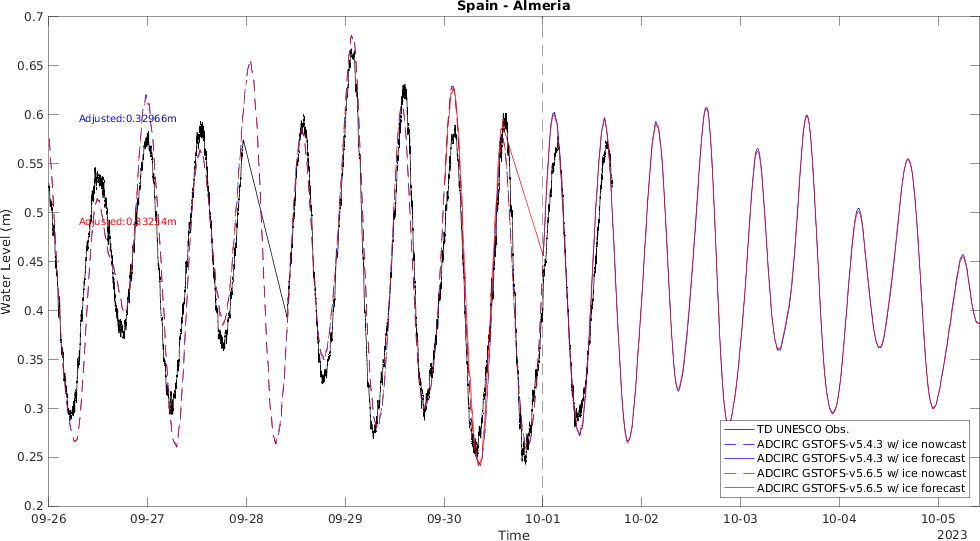 Spain - Almeria
0.7
0.65
0.6
0.55
0.5
0.45
0.4
0.35
0.3
0.25
0.2
Water Level (m)
Adjusted:0.32966m
Adjusted:0.33254m
TD UNESCO Obs.
ADCIRC GSTOFS-v5.4.3 w/ ice nowcast
ADCIRC GSTOFS-v5.4.3 w/ ice forecast
ADCIRC GSTOFS-v5.6.5 w/ ice nowcast
ADCIRC GSTOFS-v5.6.5 w/ ice forecast
09-26 09-27 09-28 09-29 09-30 10-01 10-02 10-03 10-04 10-05
Time
2023